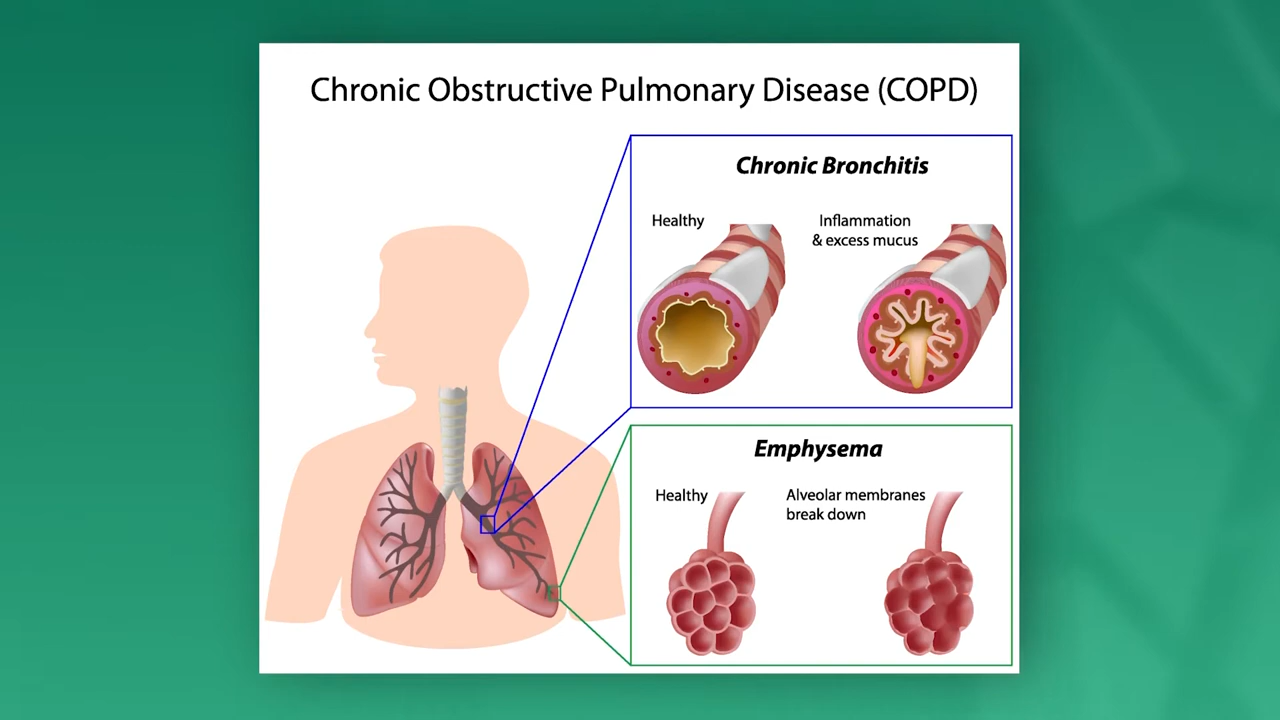 Chronic Obstructive Pulmonary Disease (COPD)
Chronic Bronchitis
Healthy
Inflammation
& excess mucus
Emphysema
Healthy
Alveolar membranes
break down